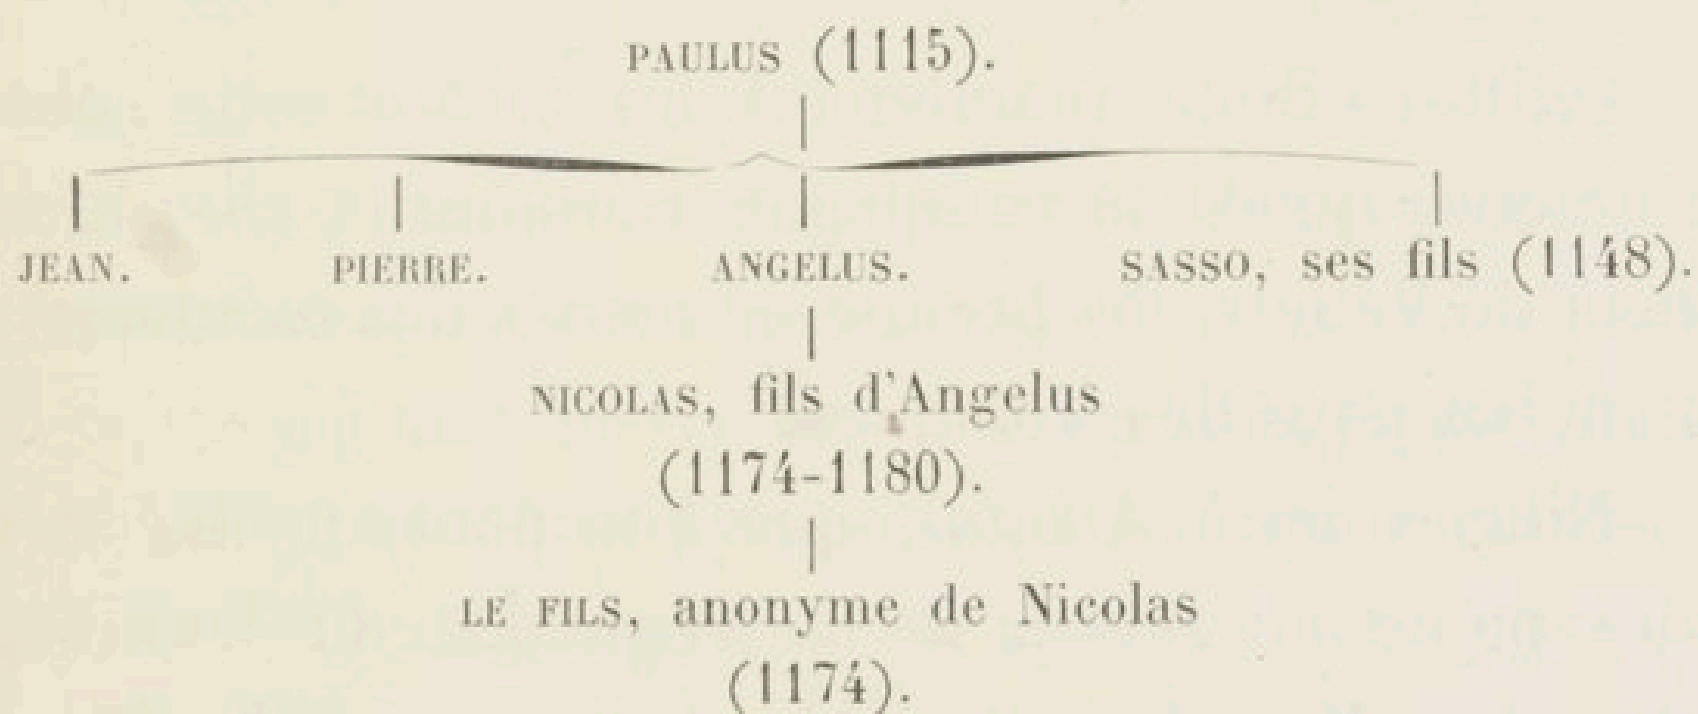 PAULUS (1115).
JEAN. PIERRE. ANGELUS. SASSO, ses fils (1148).
NICOLAS, fils d'Angelus
(1174-1180).
LE FILS, anonyme de Nicolas
(1174).